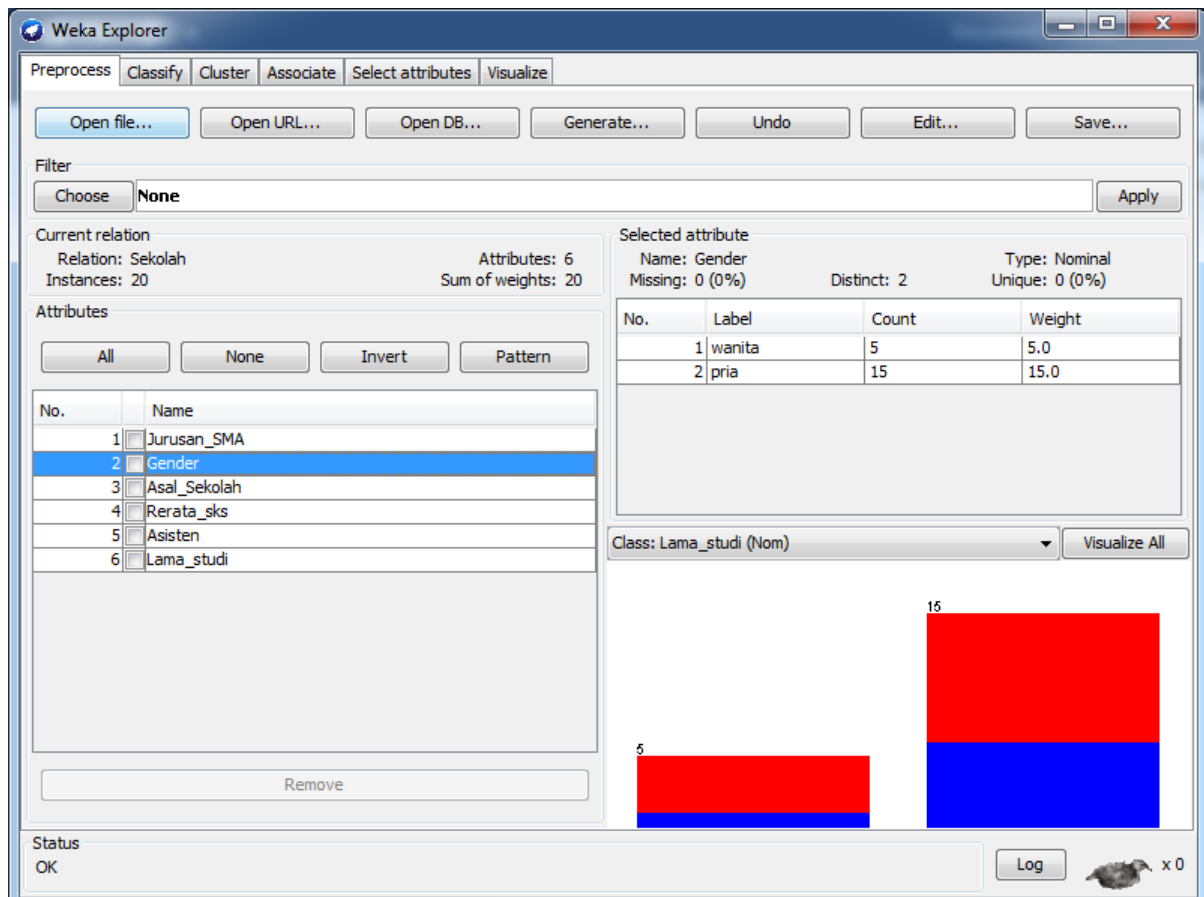 Weka Explorer
Preprocess Classify Cluster Associate Select attributes Visualize
Open file... Open URL... Open DB... Generate... Undo Edit... Save...
Filter
Choose None Apply
Current relation
Relation: Sekolah Attributes: 6
Instances: 20 Sum of weights: 20
Attributes
All None Invert Pattern
No. Name
1 Jurusan_SMA
2 Gender
3 Asal_Sekolah
4 Rerata_sks
5 Asisten
6 Lama_studi
Remove
Selected attribute
Name: Gender Type: Nominal
Missing: 0 (0%) Distinct: 2 Unique: 0 (0%)
No. Label Count Weight
1 wanita 5 5.0
2 pria 15 15.0
Class: Lama_studi (Nom) Visualize All
15
5
Status
OK
Log x 0